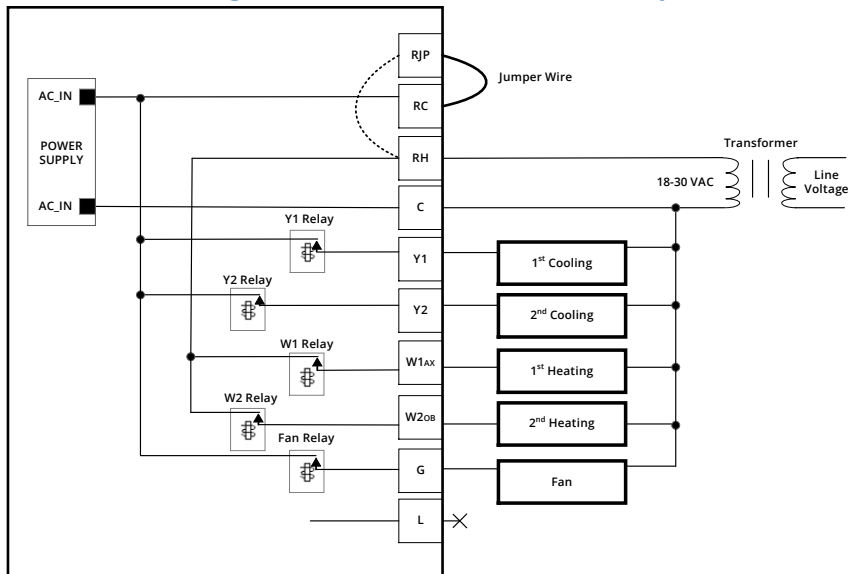 RJP
Jumper Wire
AC_IN
RC
POWER
SUPPLY
RH
Transformer
18-30 VAC
Line
Voltage
AC_IN
C
Y1 Relay
Y1
1st Cooling
Y2 Relay
Y2
2nd Cooling
W1 Relay
W1AX
1st Heating
W2 Relay
W2OB
2nd Heating
Fan Relay
G
Fan
L